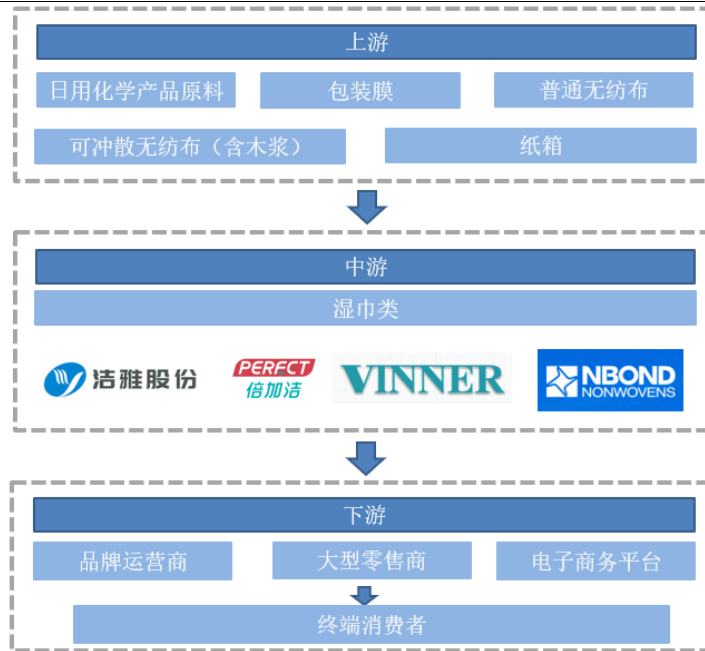 上游
日用化学产品原料
包装膜
普通无纺布
可冲散无纺布（含木浆）
纸箱
中游
湿巾类
洁雅股份
PERFCT
倍加洁
VINNER
NBOND
NONWOVENS
下游
品牌运营商
大型零售商
电子商务平台
终端消费者